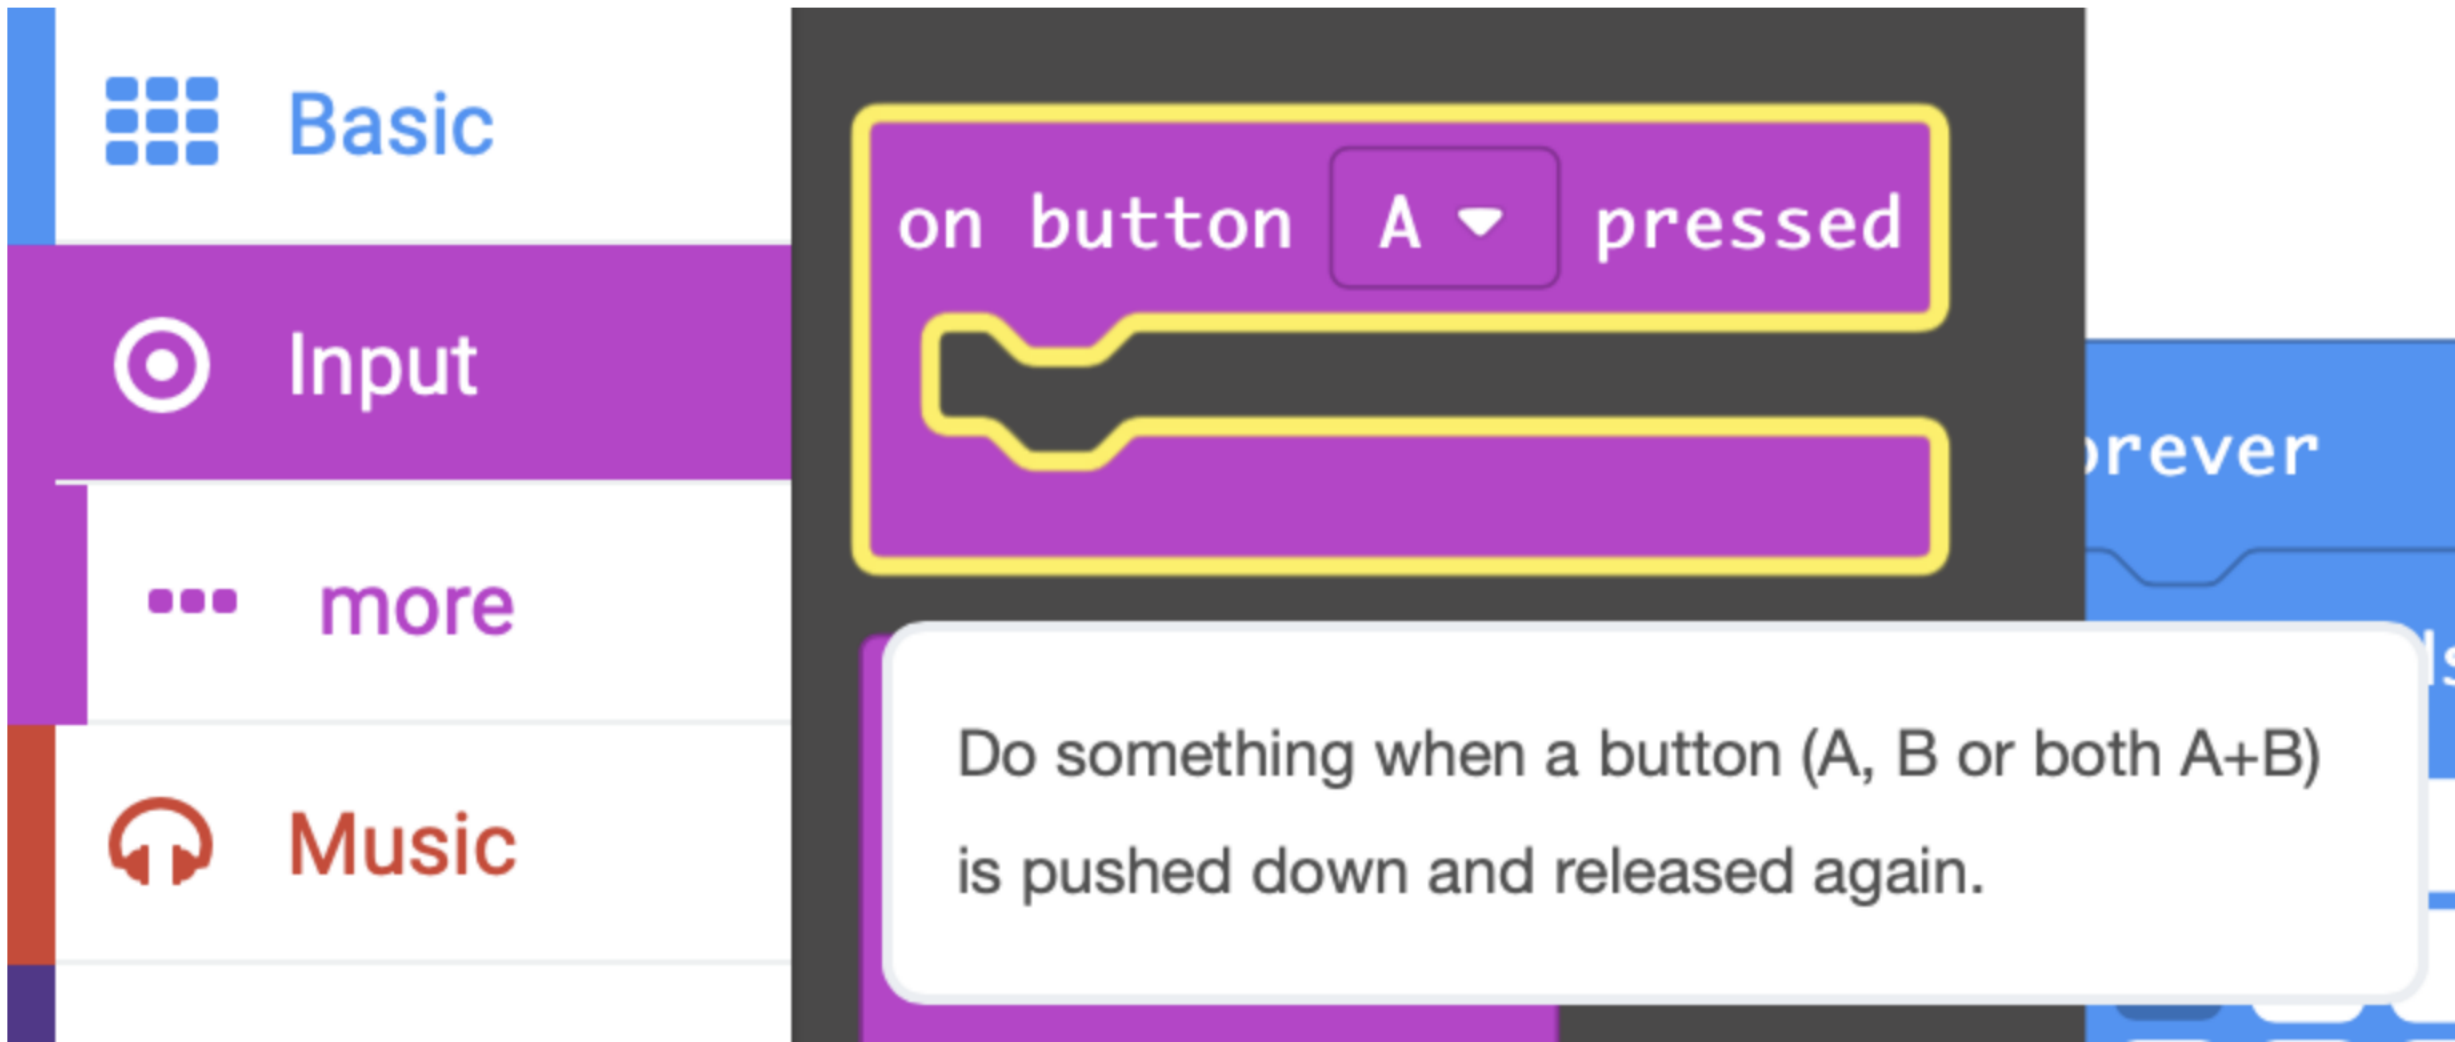 Basic
Input
more
Music
on button A pressed
orever
Do something when a button (A, B or both A+B)
is pushed down and released again.